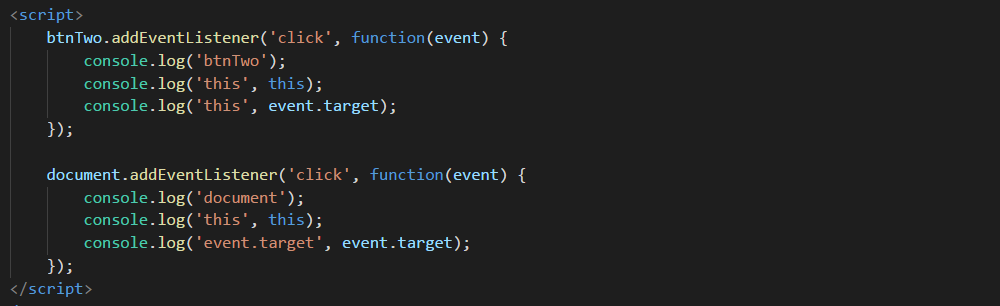 <script>
btnTwo.addEventListener('click', function(event) {
console.log('btnTwo');
console.log('this', this);
console.log('this', event.target);
});
document.addEventListener('click', function(event) {
console.log('document');
console.log('this', this);
console.log('event.target', event.target);
});
</script>